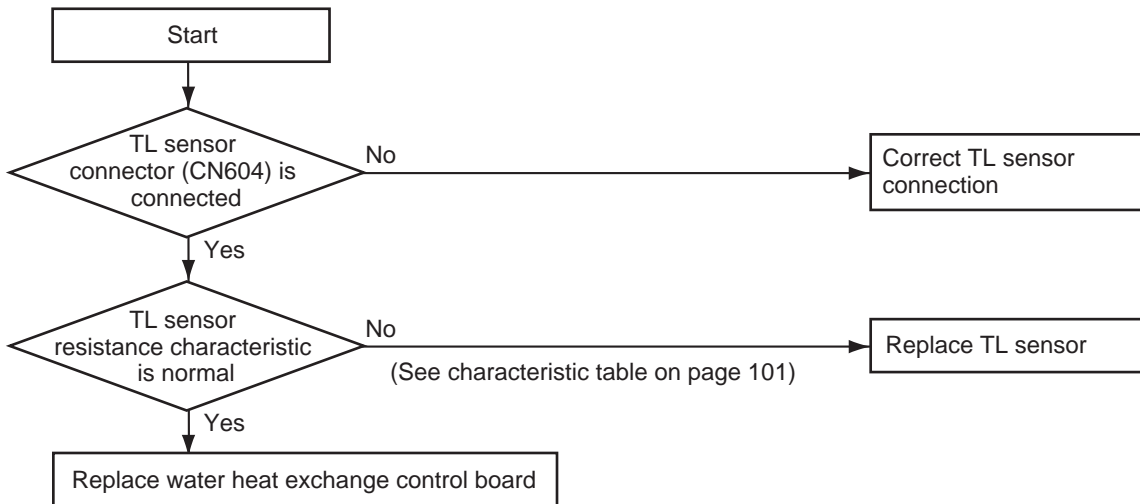 Start
TL sensor
connector (CN604) is
connected
No
Correct TL sensor
connection
Yes
TL sensor
resistance characteristic
is normal
No
(See characteristic table on page 101)
Replace TL sensor
Yes
Replace water heat exchange control board